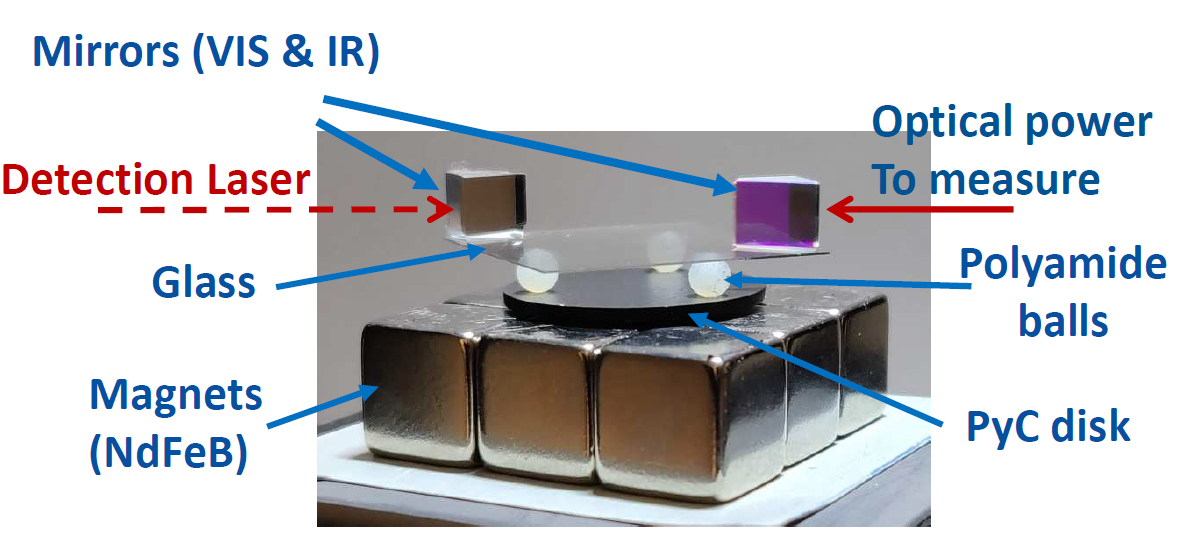 Mirrors (VIS & IR)
Optical power
To measure
Detection Laser
Glass
Polyamide
balls
Magnets
(NdFeB)
PyC disk